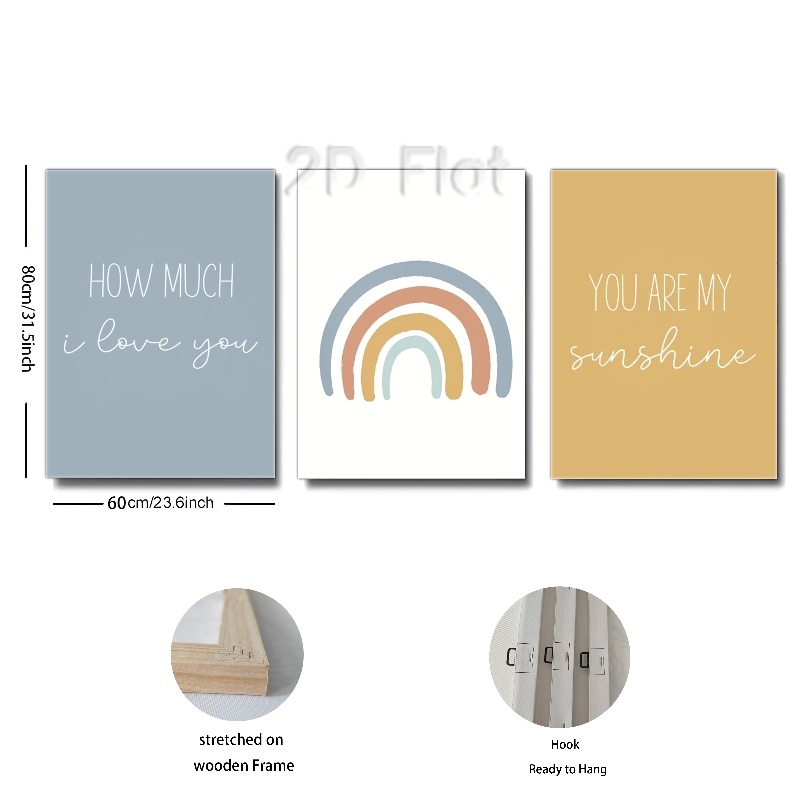 2D Flat
HOW MUCH
i love you
YOU ARE MY
sunshine
80cm/31.5inch
60cm/23.6inch
stretched on
wooden Frame
Hook
Ready to Hang